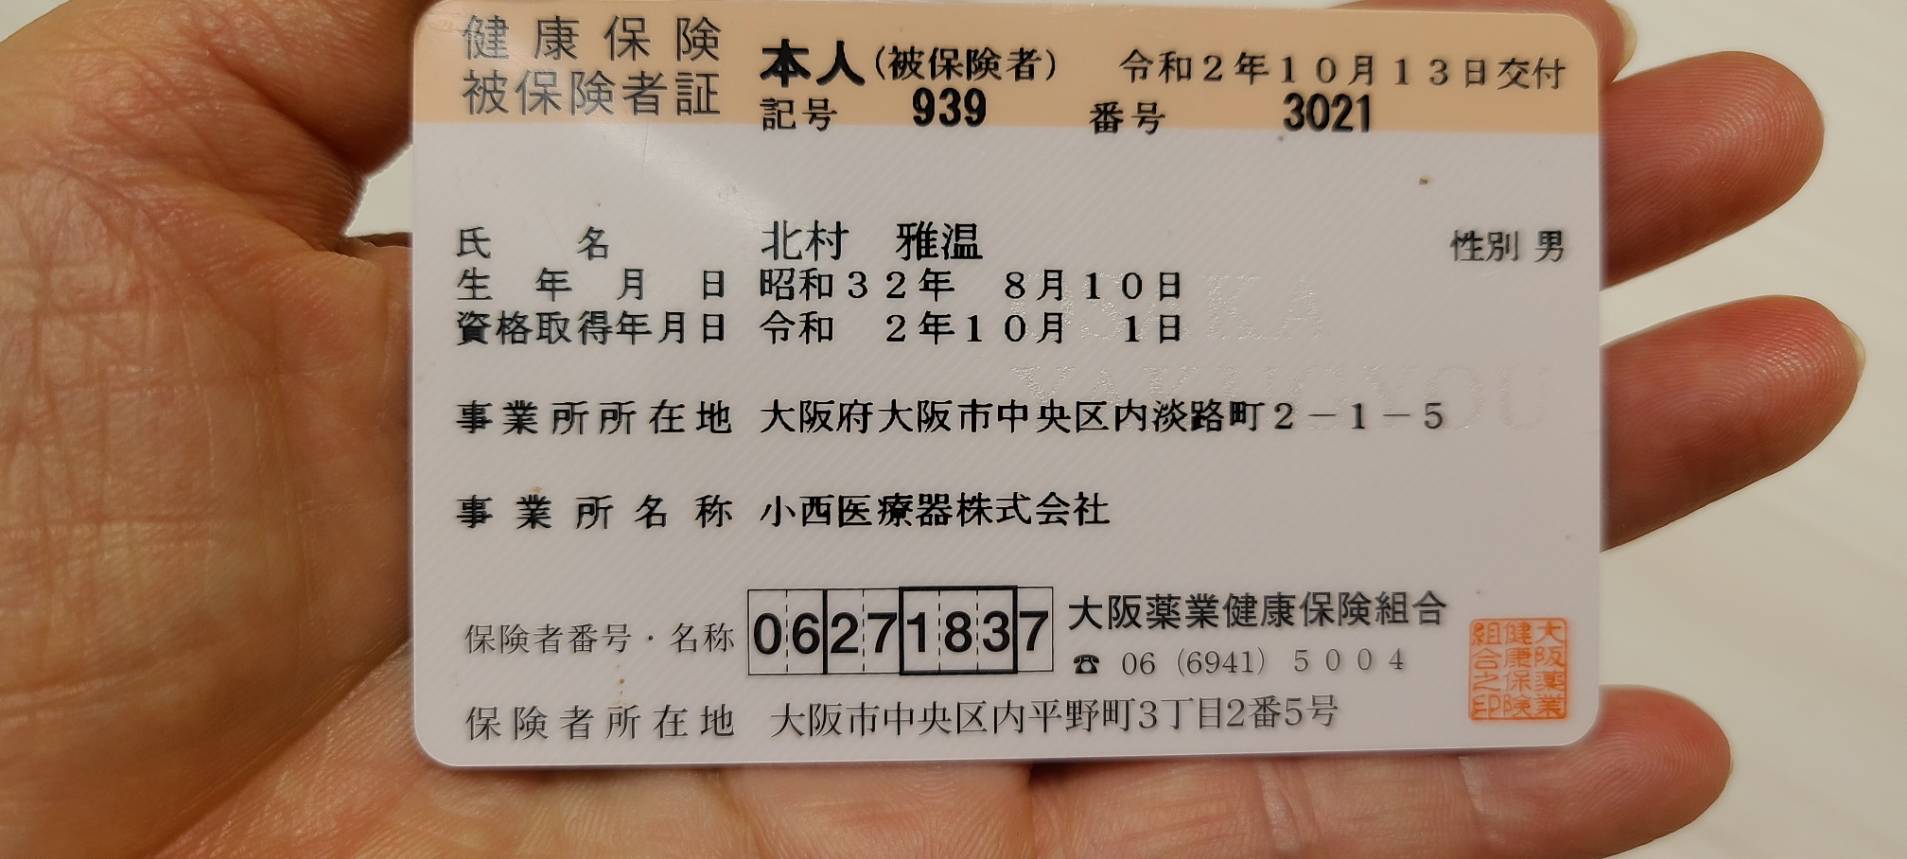 健康保険
被保険者証
本人(被保険者) 令和2年10月13日交付
記号 939 番号 3021
氏名 北村 雅温 性別 男
生年月日 昭和32年 8月10日
資格取得年月日 令和 2年10月 1日
事業所所在地 大阪府大阪市中央区内淡路町2-1-5
事業所名称 小西医療器株式会社
保険者番号・名称 06271837 大阪薬業健康保険組合
☎ 06 (6941) 5004
保険者所在地 大阪市中央区内平野町3丁目2番5号
大阪薬業
健康保険
組合之印
OSAKA
YAKUGYOU